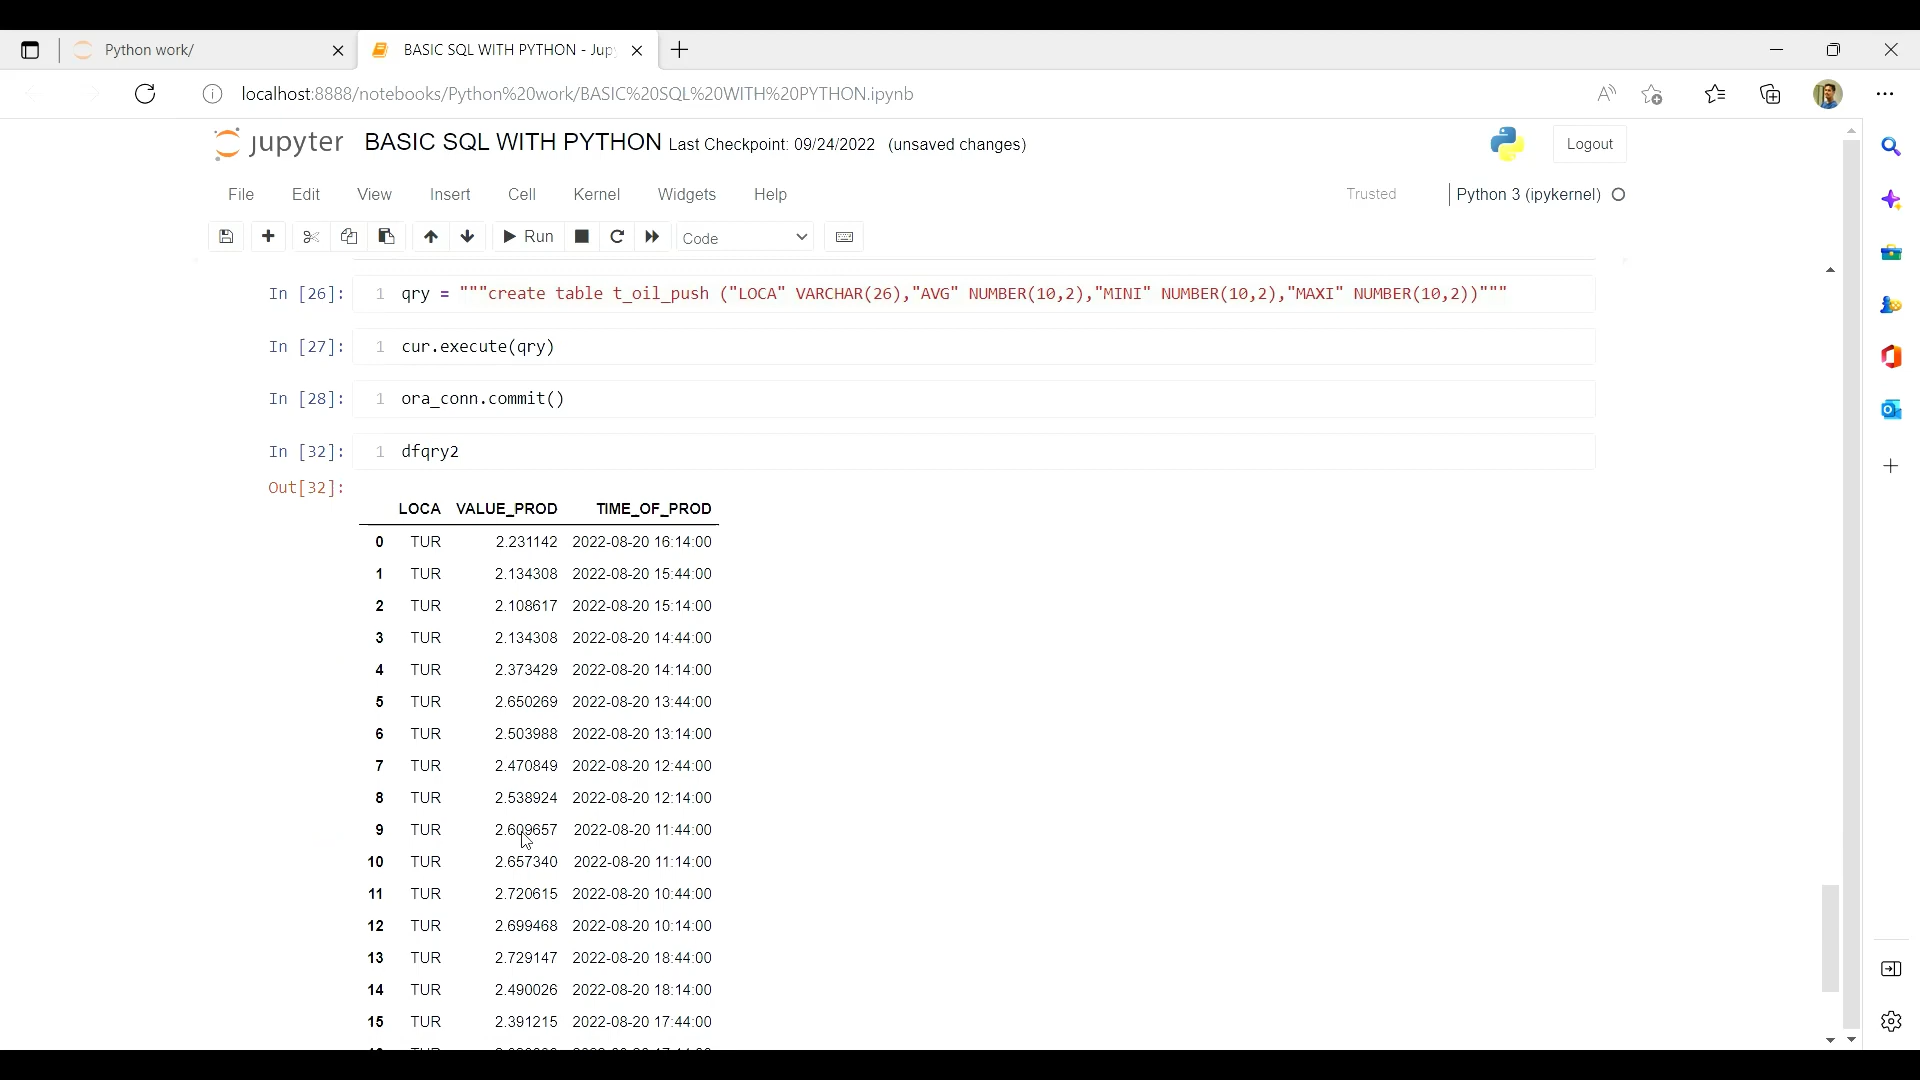 Python work/
BASIC SQL WITH PYTHON - Jup
localhost:8888/notebooks/Python%20work/BASIC%20SQL%20WITH%20PYTHON.ipynb
jupyter BASIC SQL WITH PYTHON Last Checkpoint: 09/24/2022 (unsaved changes)
Logout
File Edit View Insert Cell Kernel Widgets Help
Trusted
Python 3 (ipykernel)
Run
Code
In [26]: 1 qry = """create table t_oil_push ("LOCA" VARCHAR(26),"AVG" NUMBER(10,2),"MINI" NUMBER(10,2),"MAXI" NUMBER(10,2))"""
In [27]: 1 cur.execute(qry)
In [28]: 1 ora_conn.commit()
In [32]: 1 dfqry2
Out[32]:
LOCA VALUE_PROD TIME_OF_PROD
0 TUR 2.231142 2022-08-20 16:14:00
1 TUR 2.134308 2022-08-20 15:44:00
2 TUR 2.108617 2022-08-20 15:14:00
3 TUR 2.134308 2022-08-20 14:44:00
4 TUR 2.373429 2022-08-20 14:14:00
5 TUR 2.650269 2022-08-20 13:44:00
6 TUR 2.503988 2022-08-20 13:14:00
7 TUR 2.470849 2022-08-20 12:44:00
8 TUR 2.538924 2022-08-20 12:14:00
9 TUR 2.609657 2022-08-20 11:44:00
10 TUR 2.657340 2022-08-20 11:14:00
11 TUR 2.720615 2022-08-20 10:44:00
12 TUR 2.699468 2022-08-20 10:14:00
13 TUR 2.729147 2022-08-20 18:44:00
14 TUR 2.490026 2022-08-20 18:14:00
15 TUR 2.391215 2022-08-20 17:44:00